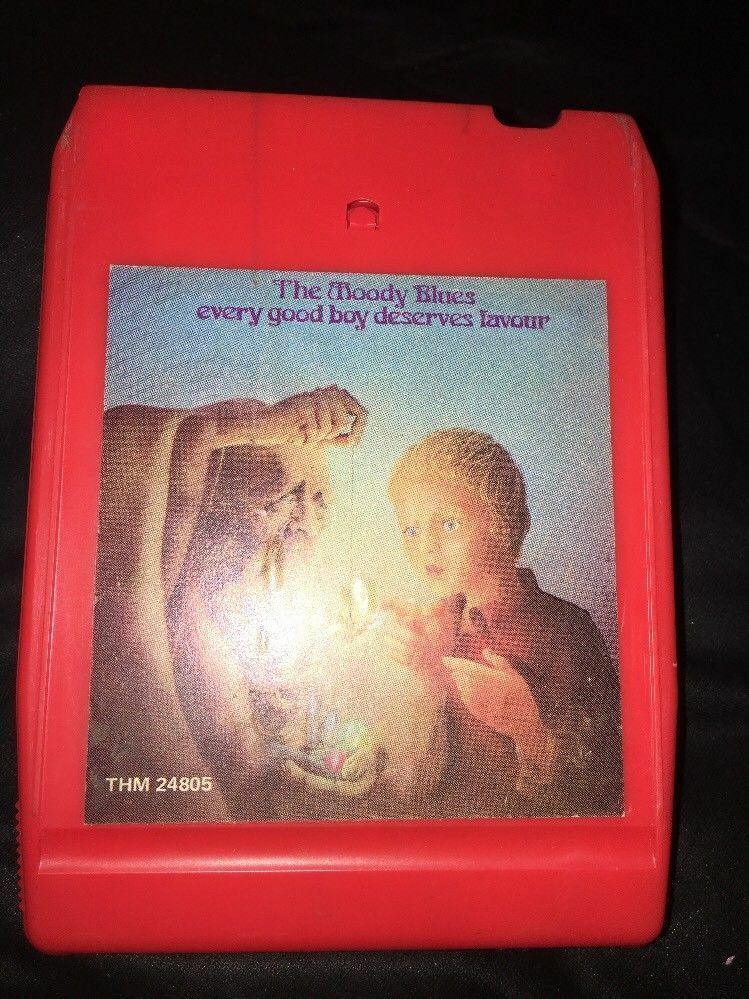 The Moody Blues
every good boy deserves favour
THM 24805